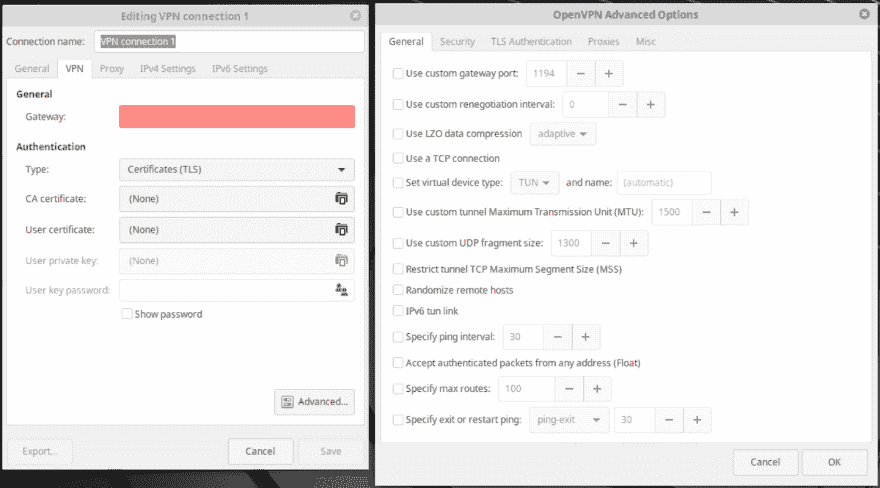 Editing VPN connection 1
Connection name: VPN connection 1
General VPN Proxy IPv4 Settings IPv6 Settings
General
Gateway:
Authentication
Type: Certificates (TLS)
CA certificate: (None)
User certificate: (None)
User private key: (None)
User key password:
Show password
Advanced...
Export... Cancel Save
OpenVPN Advanced Options
General Security TLS Authentication Proxies Misc
Use custom gateway port: 1194
Use custom renegotiation interval: 0
Use LZO data compression adaptive
Use a TCP connection
Set virtual device type: TUN and name: (automatic)
Use custom tunnel Maximum Transmission Unit (MTU): 1500
Use custom UDP fragment size: 1300
Restrict tunnel TCP Maximum Segment Size (MSS)
Randomize remote hosts
IPv6 tun link
Specify ping interval: 30
Accept authenticated packets from any address (Float)
Specify max routes: 100
Specify exit or restart ping: ping-exit 30
Cancel OK